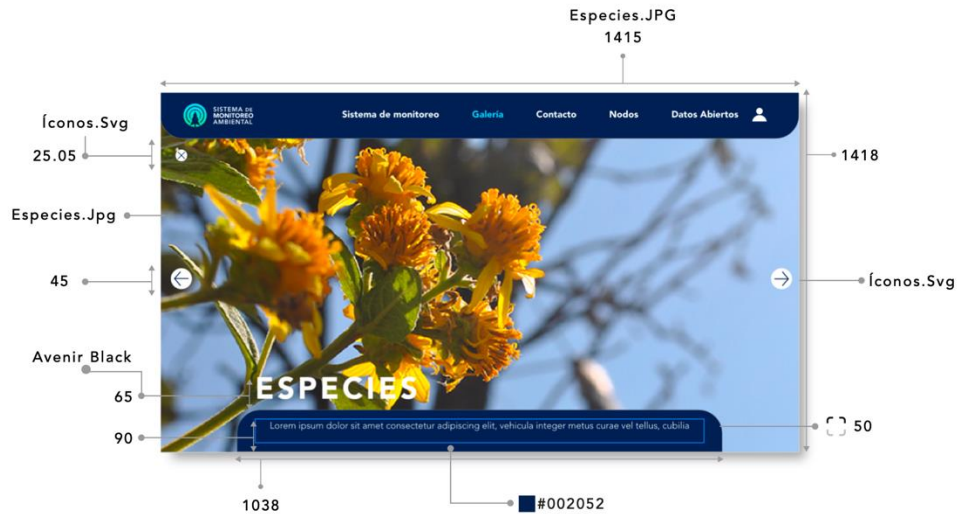 Especies.JPG
1415
SISTEMA DE
MONITOREO
AMBIENTAL
Sistema de monitoreo
Galería
Contacto
Nodos
Datos Abiertos
Íconos.Svg
25.05
1418
Especies.Jpg
45
Íconos.Svg
Avenir Black
65
ESPECIES
Lorem ipsum dolor sit amet consectetur adipiscing elit, vehicula integer metus curae vel tellus, cubilia
50
90
1038
#002052